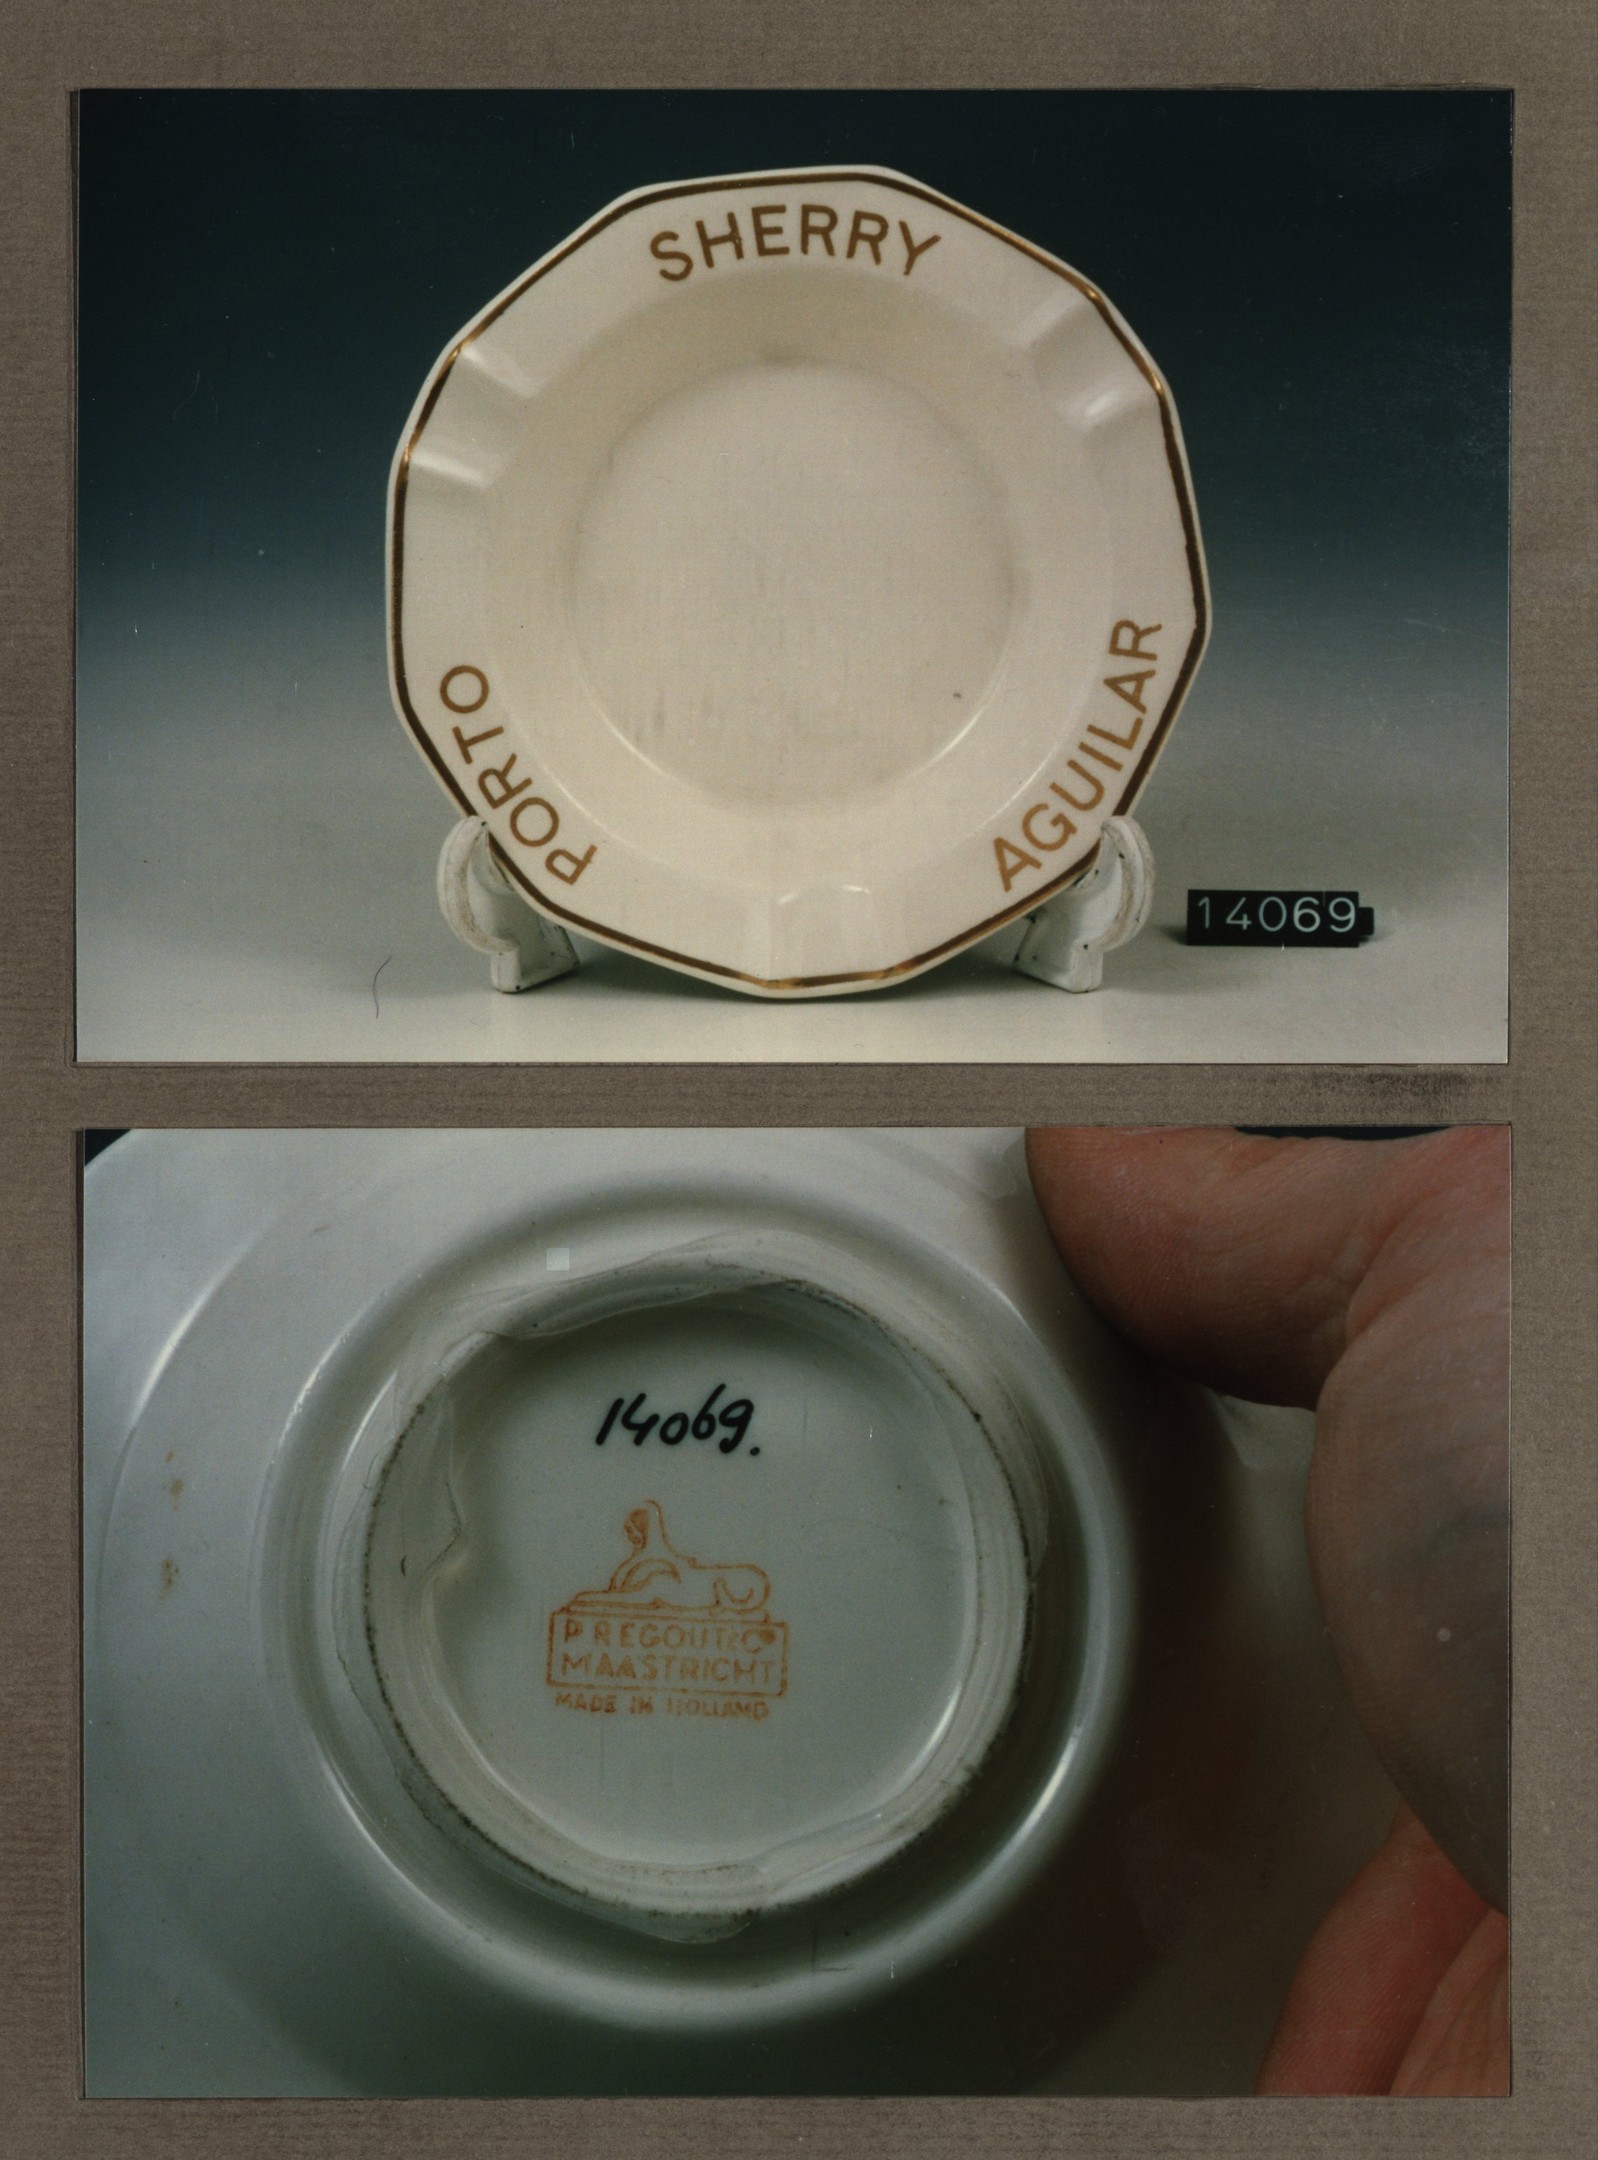 SHERRY
PORTO
AGUILAR
14069
14069.
P. REGOUT & Co
MAASTRICHT
MADE IN HOLLAND